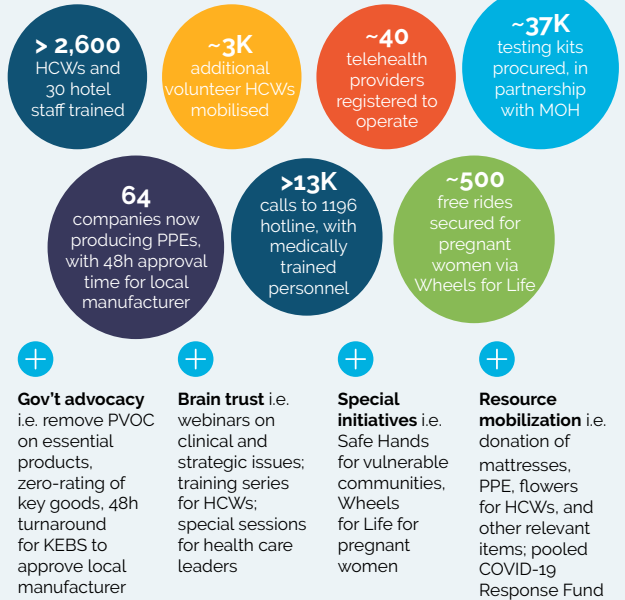 > 2,600
HCWs and
30 hotel
staff trained
~3K
additional
volunteer HCWs
mobilised
~40
telehealth
providers
registered to
operate
~37K
testing kits
procured, in
partnership
with MOH
64
companies now
producing PPEs,
with 48h approval
time for local
manufacturer
>13K
calls to 1196
hotline, with
medically
trained
personnel
~500
free rides
secured for
pregnant
women via
Wheels for Life
Gov't advocacy
i.e. remove PVOC
on essential
products,
zero-rating of
key goods, 48h
turnaround
for KEBS to
approve local
manufacturer
Brain trust i.e.
webinars on
clinical and
strategic issues;
training series
for HCWs;
special sessions
for health care
leaders
Special
initiatives i.e.
Safe Hands
for vulnerable
communities,
Wheels
for Life for
pregnant
women
Resource
mobilization i.e.
donation of
mattresses,
PPE, flowers
for HCWs, and
other relevant
items; pooled
COVID-19
Response Fund